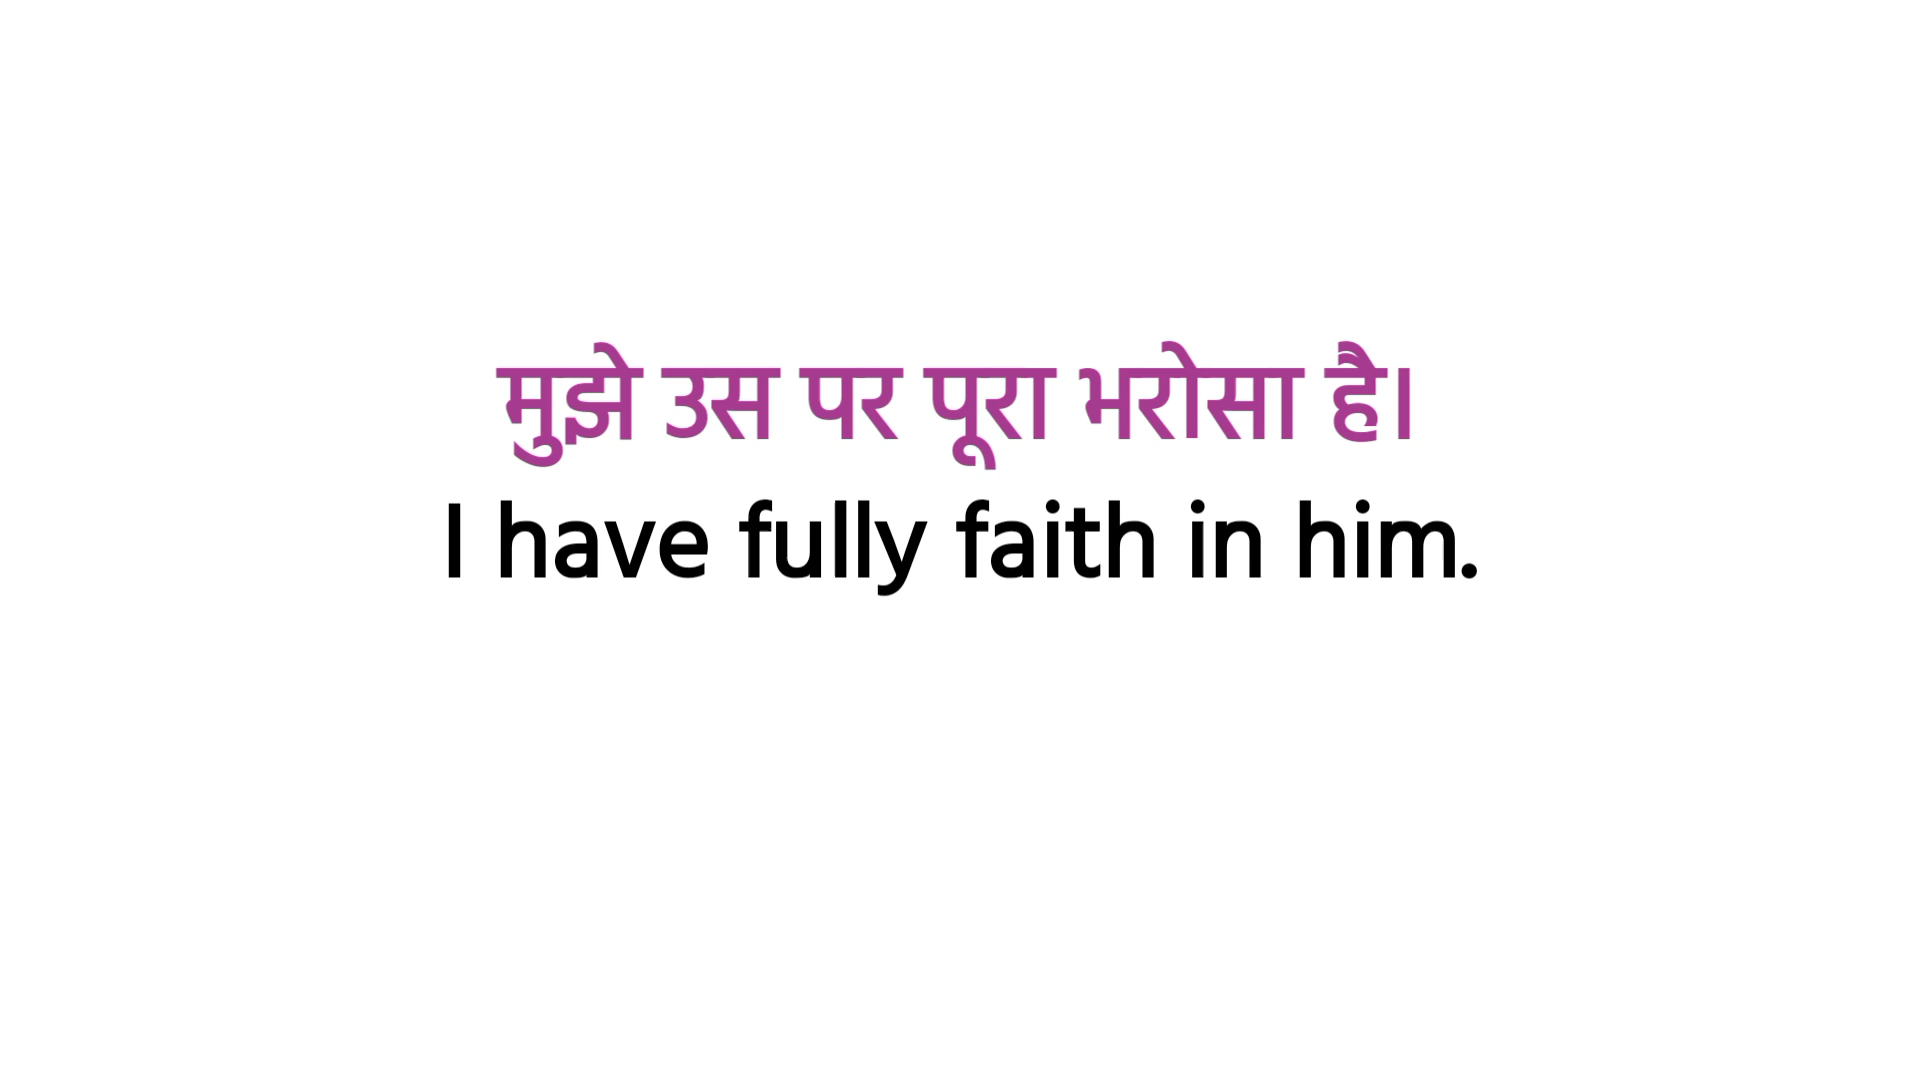 मुझे उस पर पूरा भरोसा है।
I have fully faith in him.